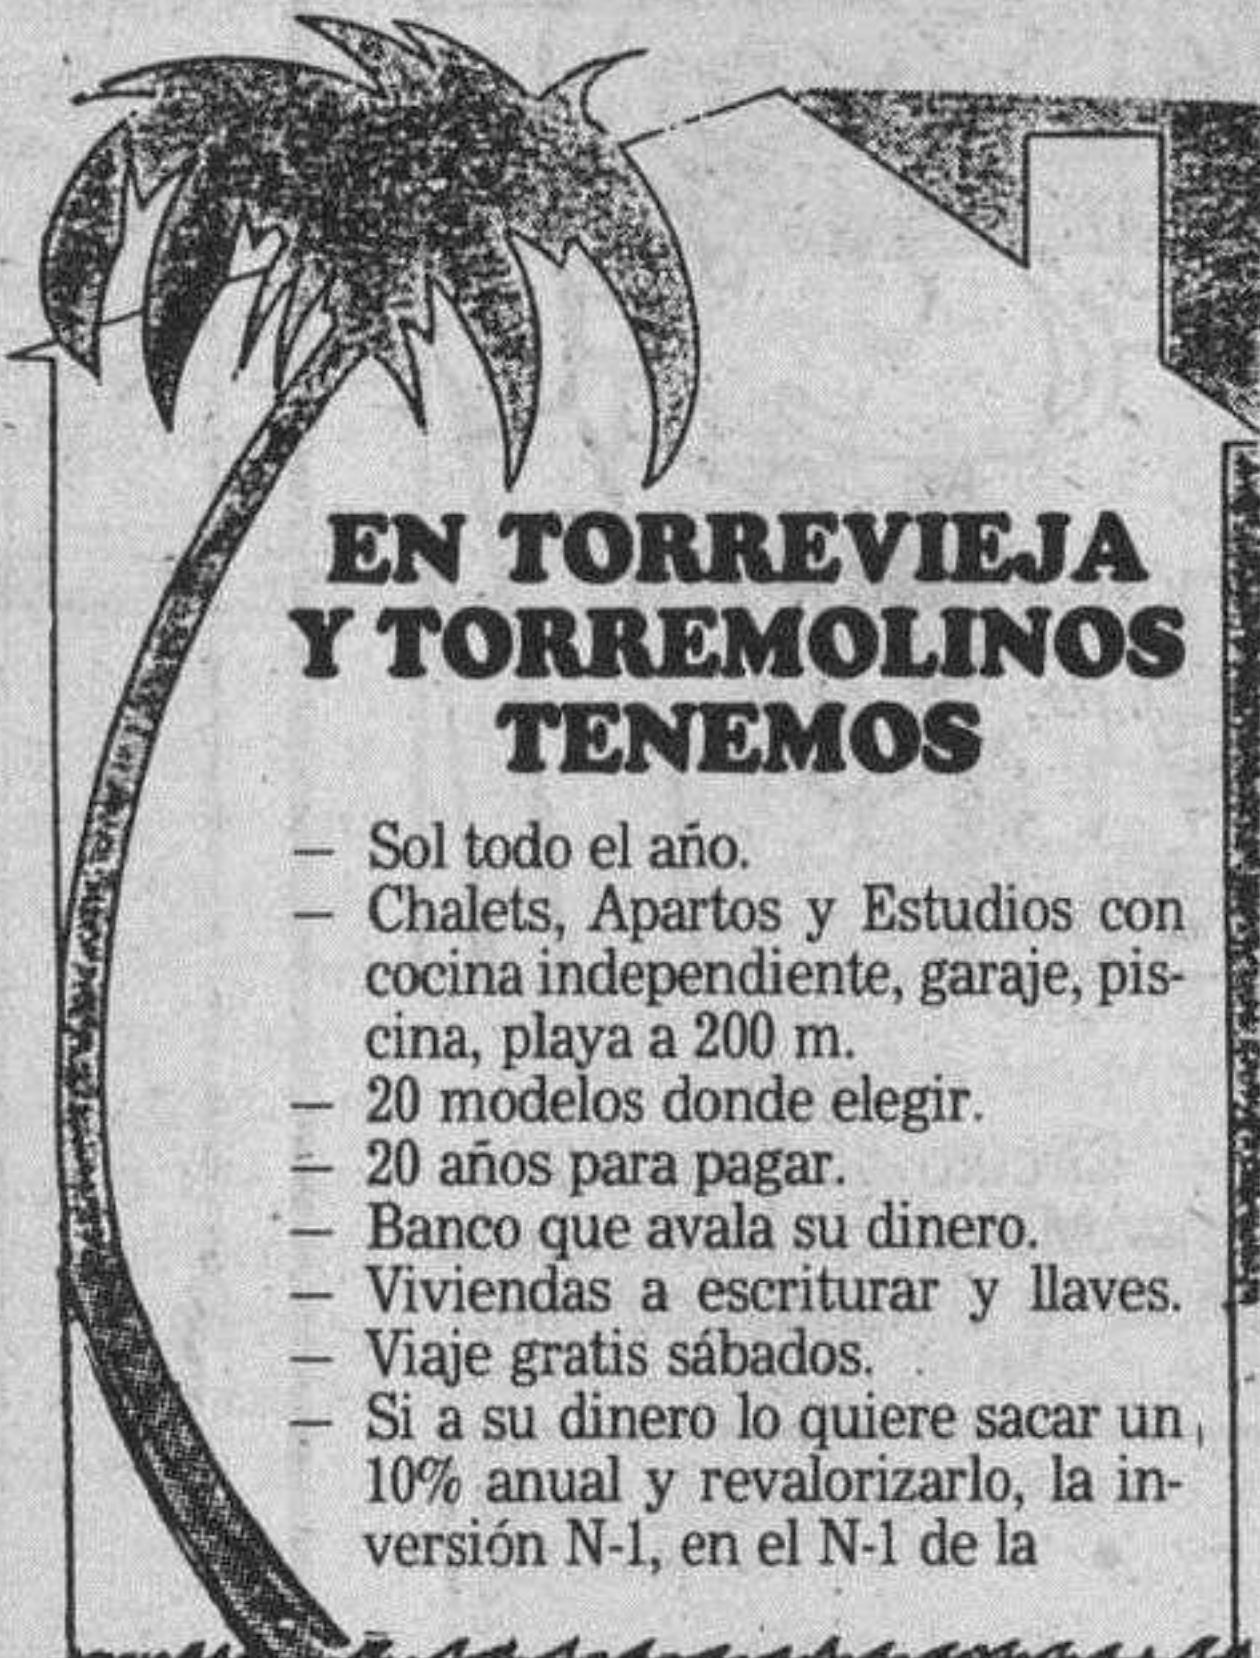 EN TORREVIEJA
Y TORREMOLINOS
TENEMOS
— Sol todo el año.
— Chalets, Apartos y Estudios con
cocina independiente, garaje, pis-
cina, playa a 200 m.
— 20 modelos donde elegir.
— 20 años para pagar.
— Banco que avala su dinero.
— Viviendas a escriturar y llaves.
— Viaje gratis sábados.
— Si a su dinero lo quiere sacar un
10% anual y revalorizarlo, la in-
versión N-1, en el N-1 de la